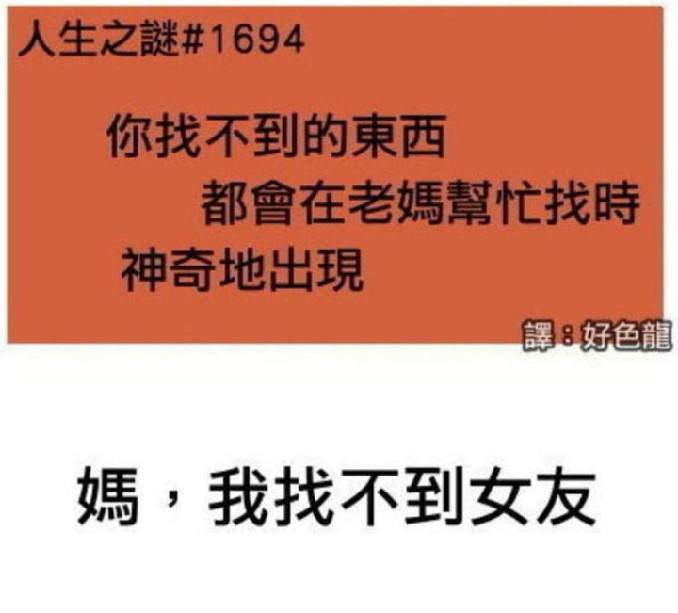 人生之謎#1694
你找不到的東西
都會在老媽幫忙找時
神奇地出現
譯：好色龍
媽，我找不到女友